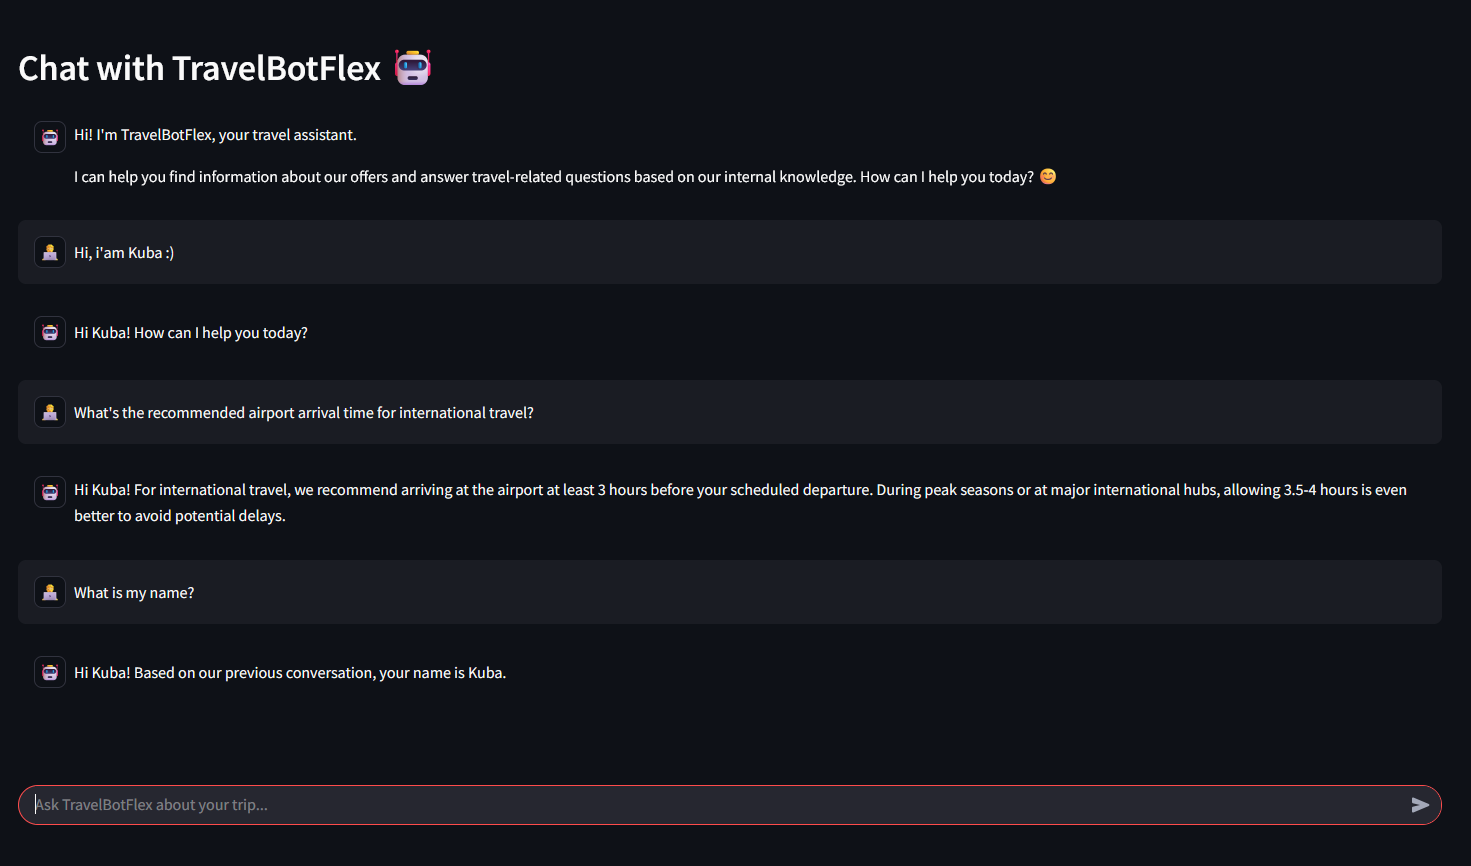 Chat with TravelBotFlex
Hi! I'm TravelBotFlex, your travel assistant.
I can help you find information about our offers and answer travel-related questions based on our internal knowledge. How can I help you today? 😊
Hi, i'am Kuba :)
Hi Kuba! How can I help you today?
What's the recommended airport arrival time for international travel?
Hi Kuba! For international travel, we recommend arriving at the airport at least 3 hours before your scheduled departure. During peak seasons or at major international hubs, allowing 3.5-4 hours is even
better to avoid potential delays.
What is my name?
Hi Kuba! Based on our previous conversation, your name is Kuba.
Ask TravelBotFlex about your trip...